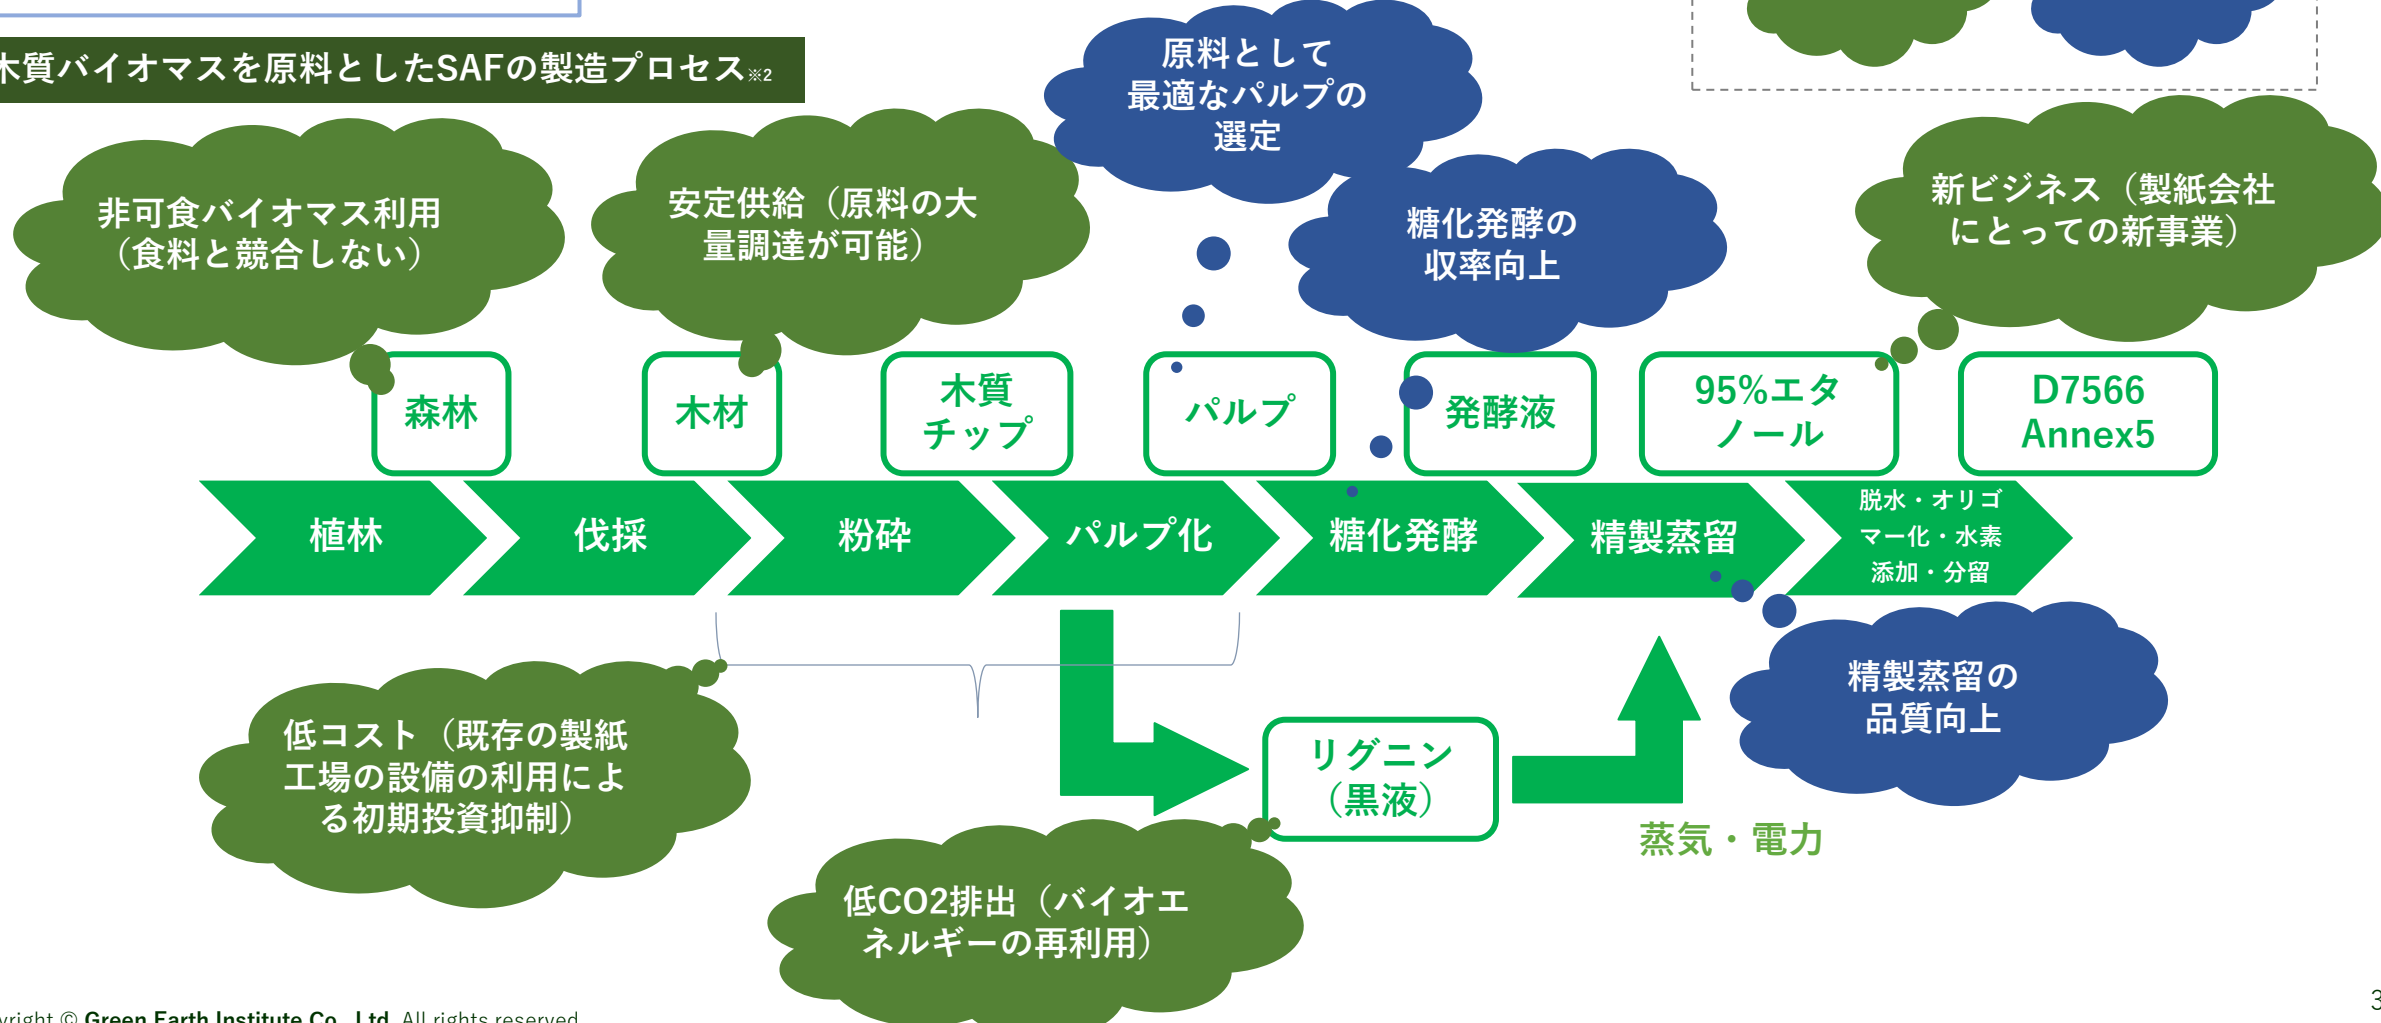 木質バイオマスを原料としたSAFの製造プロセス※2
原料として
最適なパルプの
選定
非可食バイオマス利用
（食料と競合しない）
安定供給（原料の大
量調達が可能）
糖化発酵の
収率向上
新ビジネス（製紙会社
にとっての新事業）
森林
木材
木質
チップ
パルプ
発酵液
95%エタ
ノール
D7566
Annex5
植林
伐採
粉砕
パルプ化
糖化発酵
精製蒸留
脱水・オリゴ
マー化・水素
添加・分留
低コスト（既存の製紙
工場の設備の利用によ
る初期投資抑制）
リグニン
（黒液）
精製蒸留の
品質向上
蒸気・電力
低CO2排出（バイオエ
ネルギーの再利用）
yright © Green Earth Institute Co., Ltd. All rights reserved
3